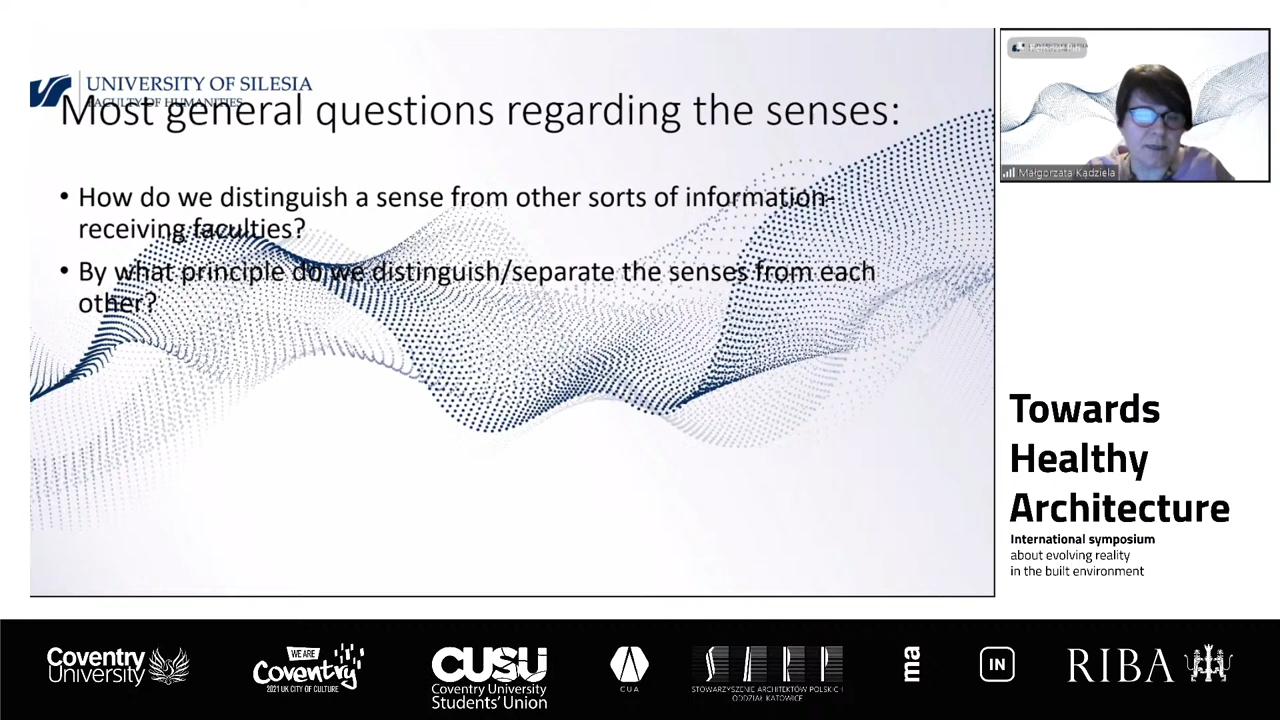 UNIVERSITY OF SILESIA
FACULTY OF HUMANITIES
Most general questions regarding the senses:
• How do we distinguish a sense from other sorts of information-
receiving faculties?
• By what principle do we distinguish/separate the senses from each
other?
Małgorzata Kądziela
Towards
Healthy
Architecture
International symposium
about evolving reality
in the built environment
Coventry
University
WE ARE
Coventry
2021 UK CITY OF CULTURE
CUSU
Coventry University
Students' Union
CUA
SARP
STOWARZYSZENIE ARCHITEKTÓW POLSKICH
ODDZIAŁ KATOWICE
ma
IN
RIBA